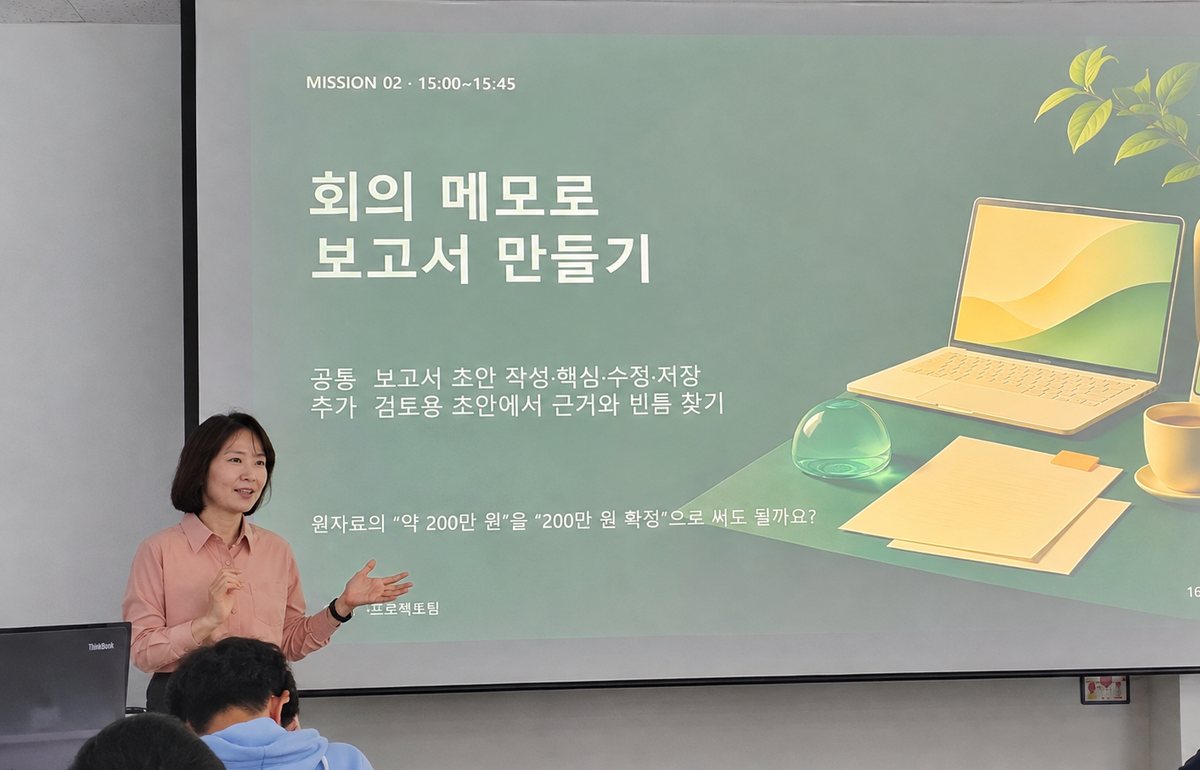 MISSION 02 · 15:00~15:45
회의 메모로
보고서 만들기
공통 보고서 초안 작성·핵심·수정·저장
추가 검토용 초안에서 근거와 빈틈 찾기
원자료의 “약 200만 원”을 “200만 원 확정”으로 써도 될까요?
·프로젝또팀
16
ThinkBook